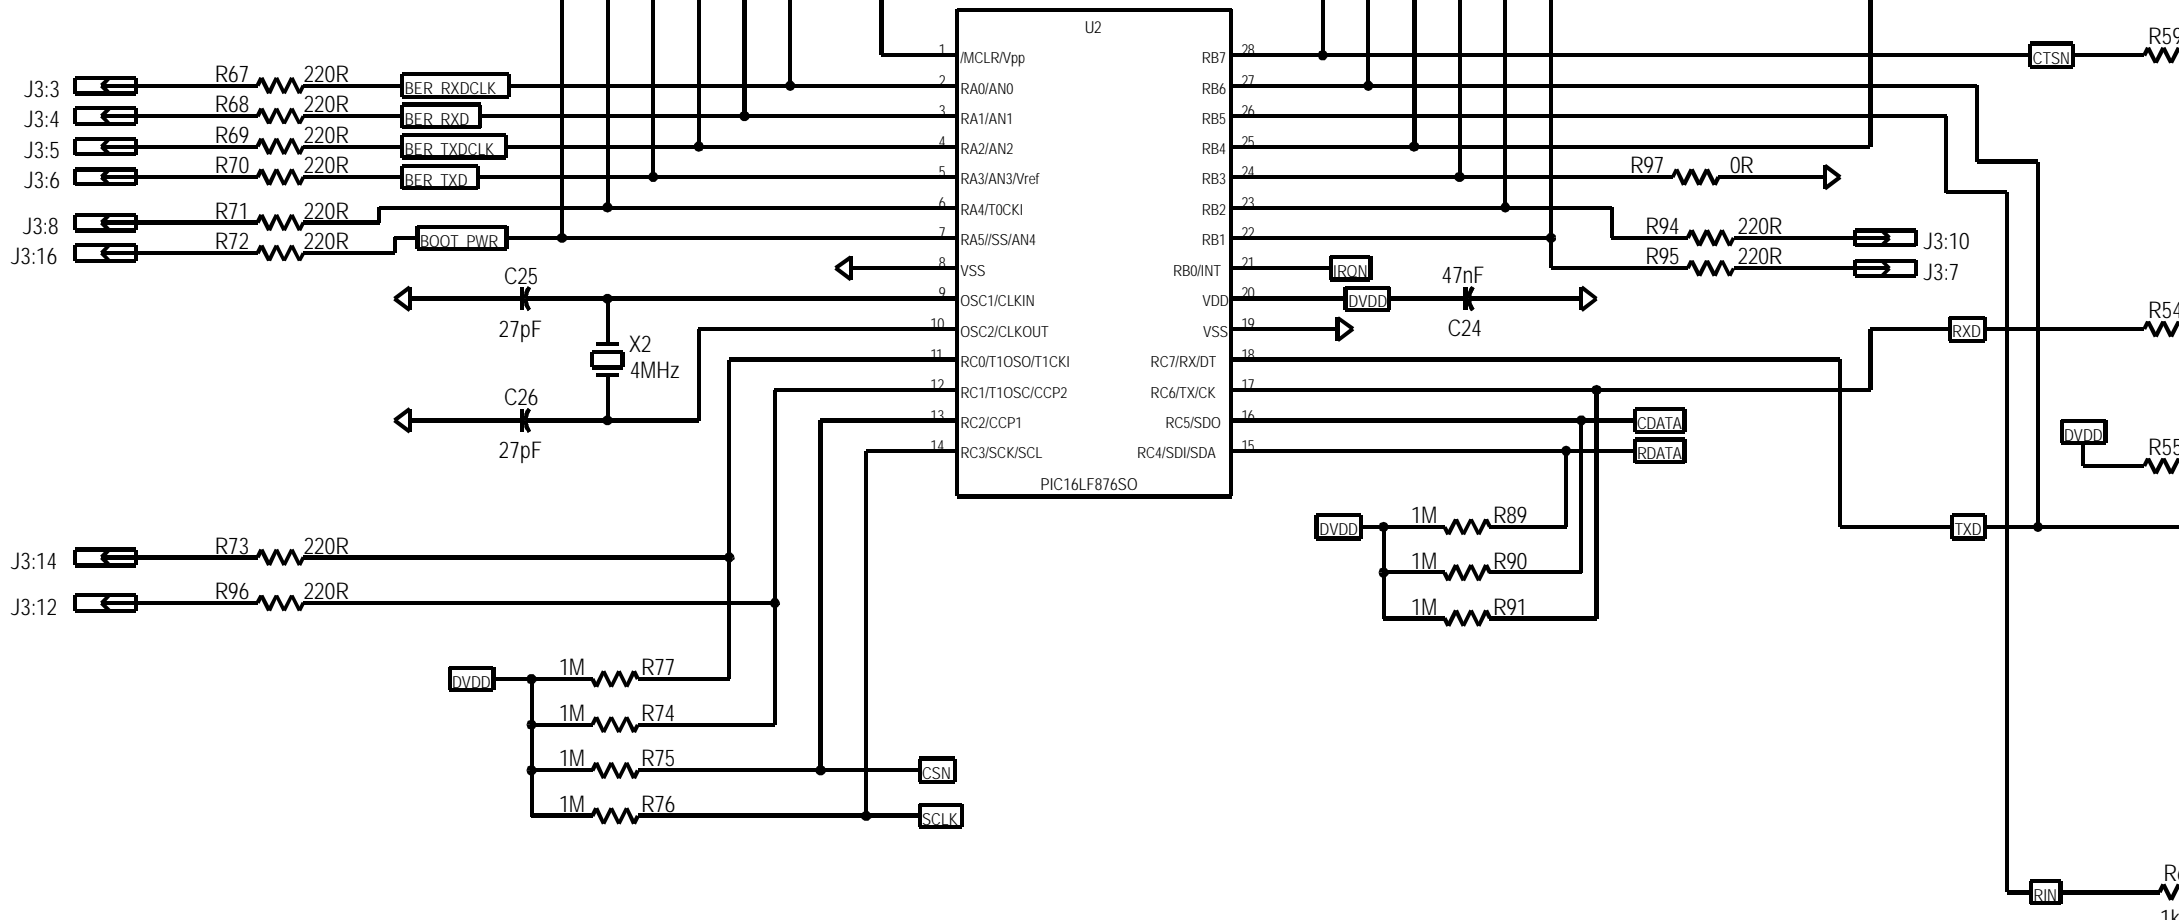 U2
R59
1 /MCLR/Vpp RB7 28 CTSN
J3:3 R67 220R BER_RXDCLK 2 RA0/AN0 RB6 27
J3:4 R68 220R BER_RXD 3 RA1/AN1 RB5 26
J3:5 R69 220R BER_TXDCLK 4 RA2/AN2 RB4 25
J3:6 R70 220R BER_TXD 5 RA3/AN3/Vref RB3 24 R97 0R
J3:8 R71 220R 6 RA4/T0CKI RB2 23 R94 220R J3:10
J3:16 R72 220R BOOT_PWR 7 RA5//SS/AN4 RB1 22 R95 220R J3:7
8 VSS RB0/INT 21 IRQN
C25 27pF 9 OSC1/CLKIN VDD 20 DVDD 47nF C24
10 OSC2/CLKOUT VSS 19 RXD R54
X2
4MHz
11 RC0/T1OSO/T1CKI RC7/RX/DT 18
12 RC1/T1OSC/CCP2 RC6/TX/CK 17
C26 27pF
13 RC2/CCP1 RC5/SDO 16 CDATA
14 RC3/SCK/SCL RC4/SDI/SDA 15 RDATA
DVDD R55
PIC16LF876SO
DVDD 1M R89 TXD
J3:14 R73 220R 1M R90
J3:12 R96 220R 1M R91
DVDD 1M R77
1M R74
1M R75 CSN
1M R76 SCLK
RIN